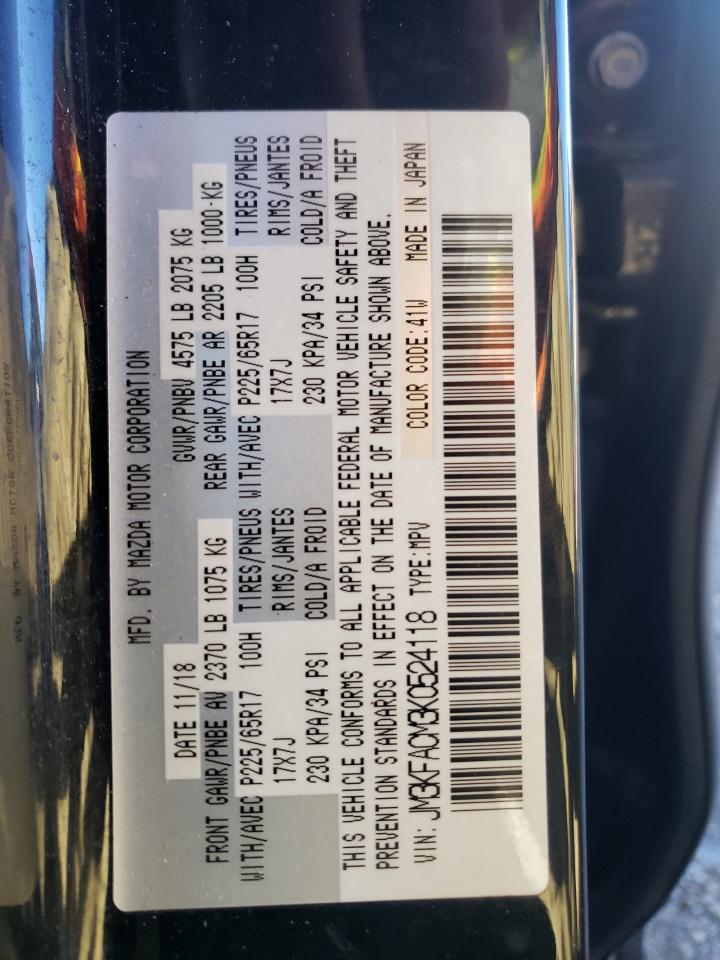 MFD. BY MAZDA MOTOR CORPORATION
DATE 11/18 GVWR/PNBV 4575 LB 2075 KG
FRONT GAWR/PNBE AV 2370 LB 1075 KG REAR GAWR/PNBE AR 2205 LB 1000 KG
WITH/AVEC P225/65R17 100H TIRES/PNEUS WITH/AVEC P225/65R17 100H TIRES/PNEUS
17X7J RIMS/JANTES 17X7J RIMS/JANTES
230 KPA/34 PSI COLD/A FROID 230 KPA/34 PSI COLD/A FROID
THIS VEHICLE CONFORMS TO ALL APPLICABLE FEDERAL MOTOR VEHICLE SAFETY AND THEFT
PREVENTION STANDARDS IN EFFECT ON THE DATE OF MANUFACTURE SHOWN ABOVE.
VIN: JM3KFACM3K0524118 TYPE:MPV COLOR CODE:41W MADE IN JAPAN
MFD BY MAZDA MOTOR CORPORATION